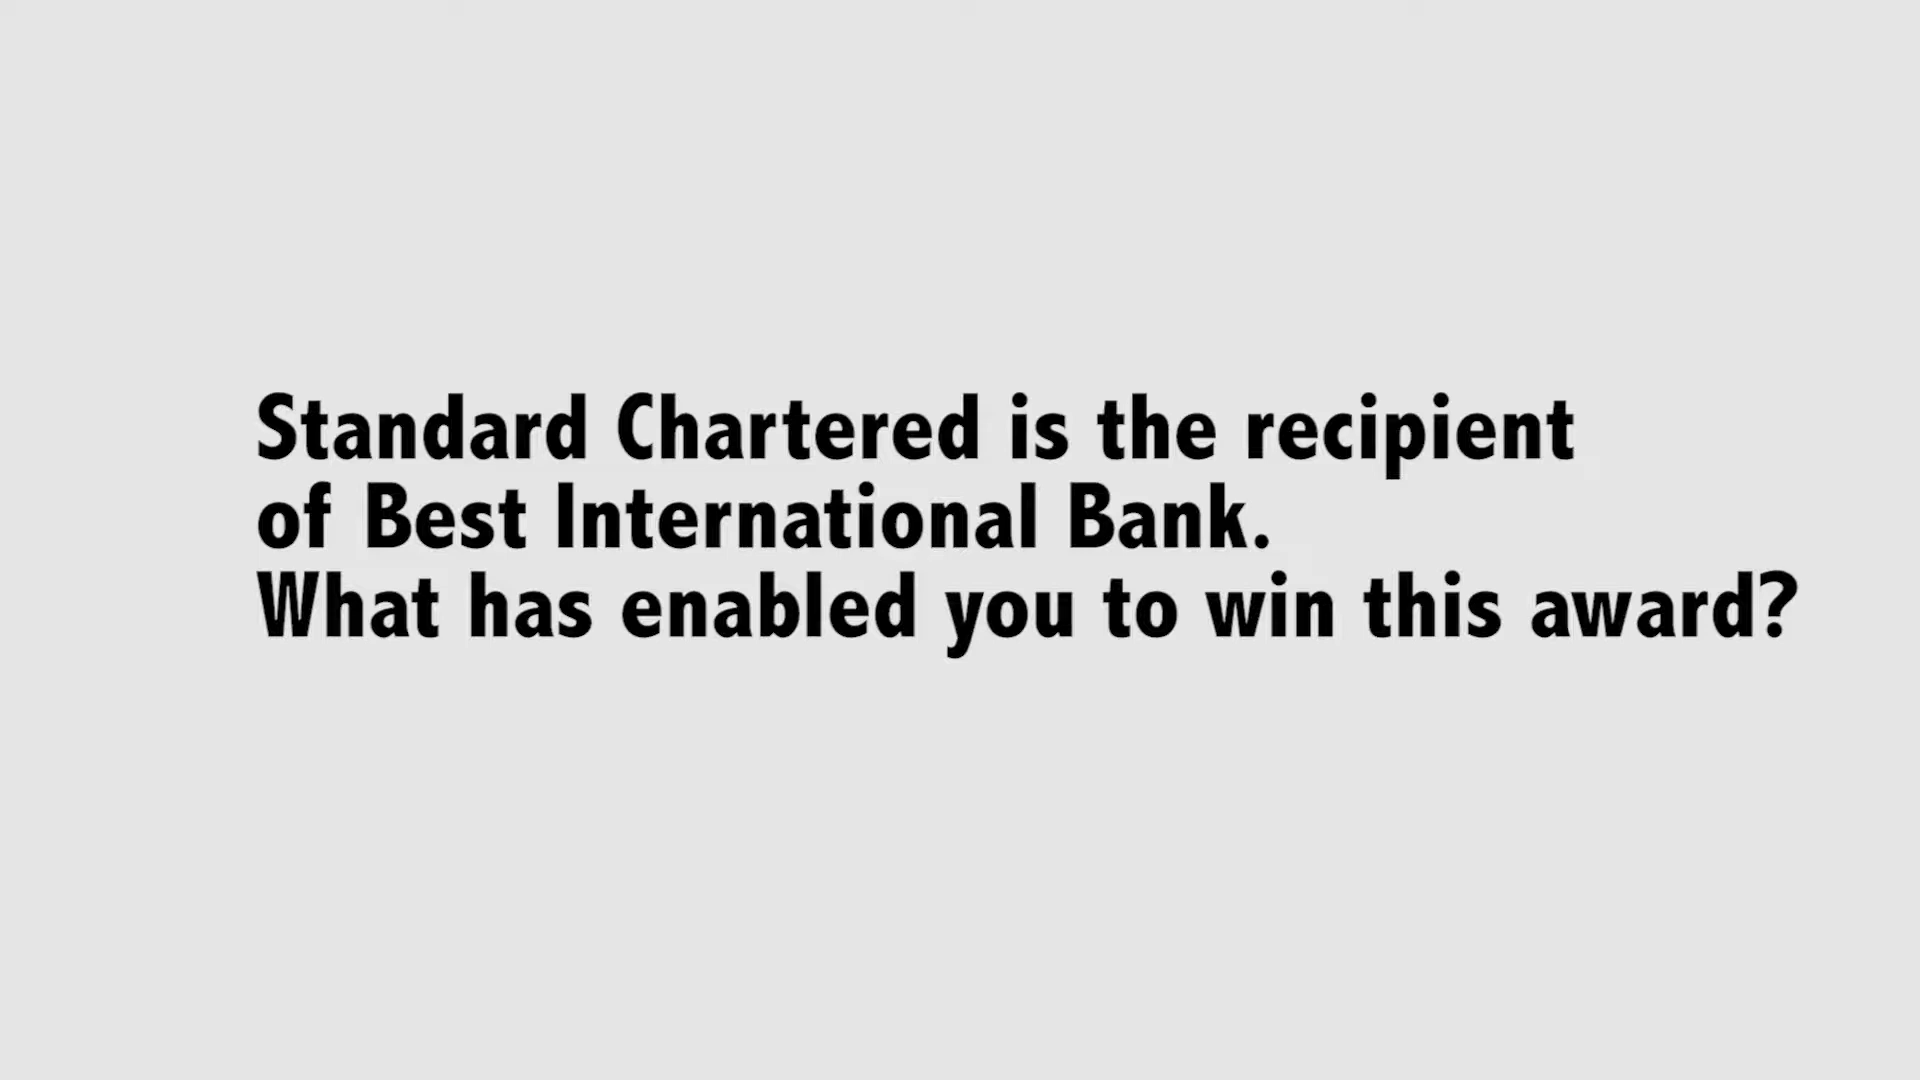 Standard Chartered is the recipient
of Best International Bank.
What has enabled you to win this award?